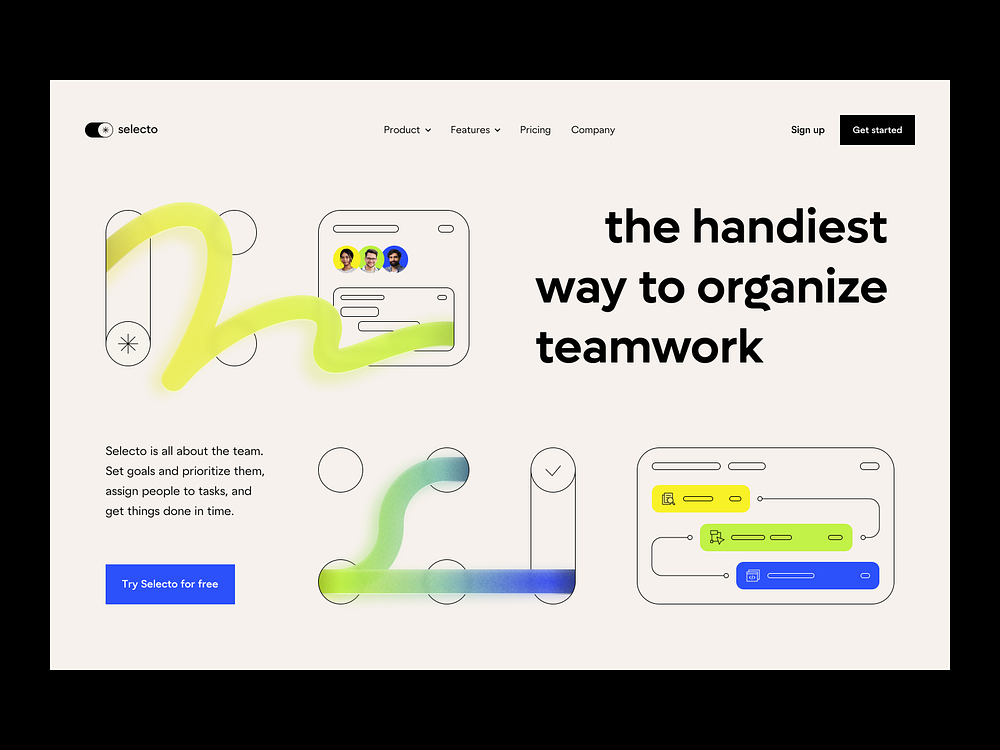 selecto
Product
Features
Pricing
Company
Sign up
Get started
the handiest
way to organize
teamwork
Selecto is all about the team.
Set goals and prioritize them,
assign people to tasks, and
get things done in time.
Try Selecto for free